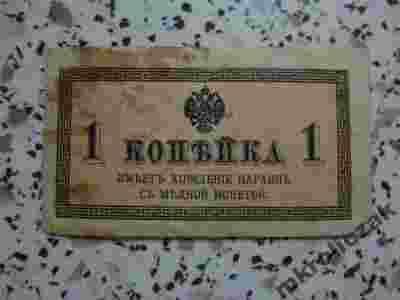 1 КОПѢЙКА 1
ИМѢЕТЪ ХОЖДЕНІЕ НАРАВНѢ
СЪ МѢДНОЙ МОНЕТОЙ.